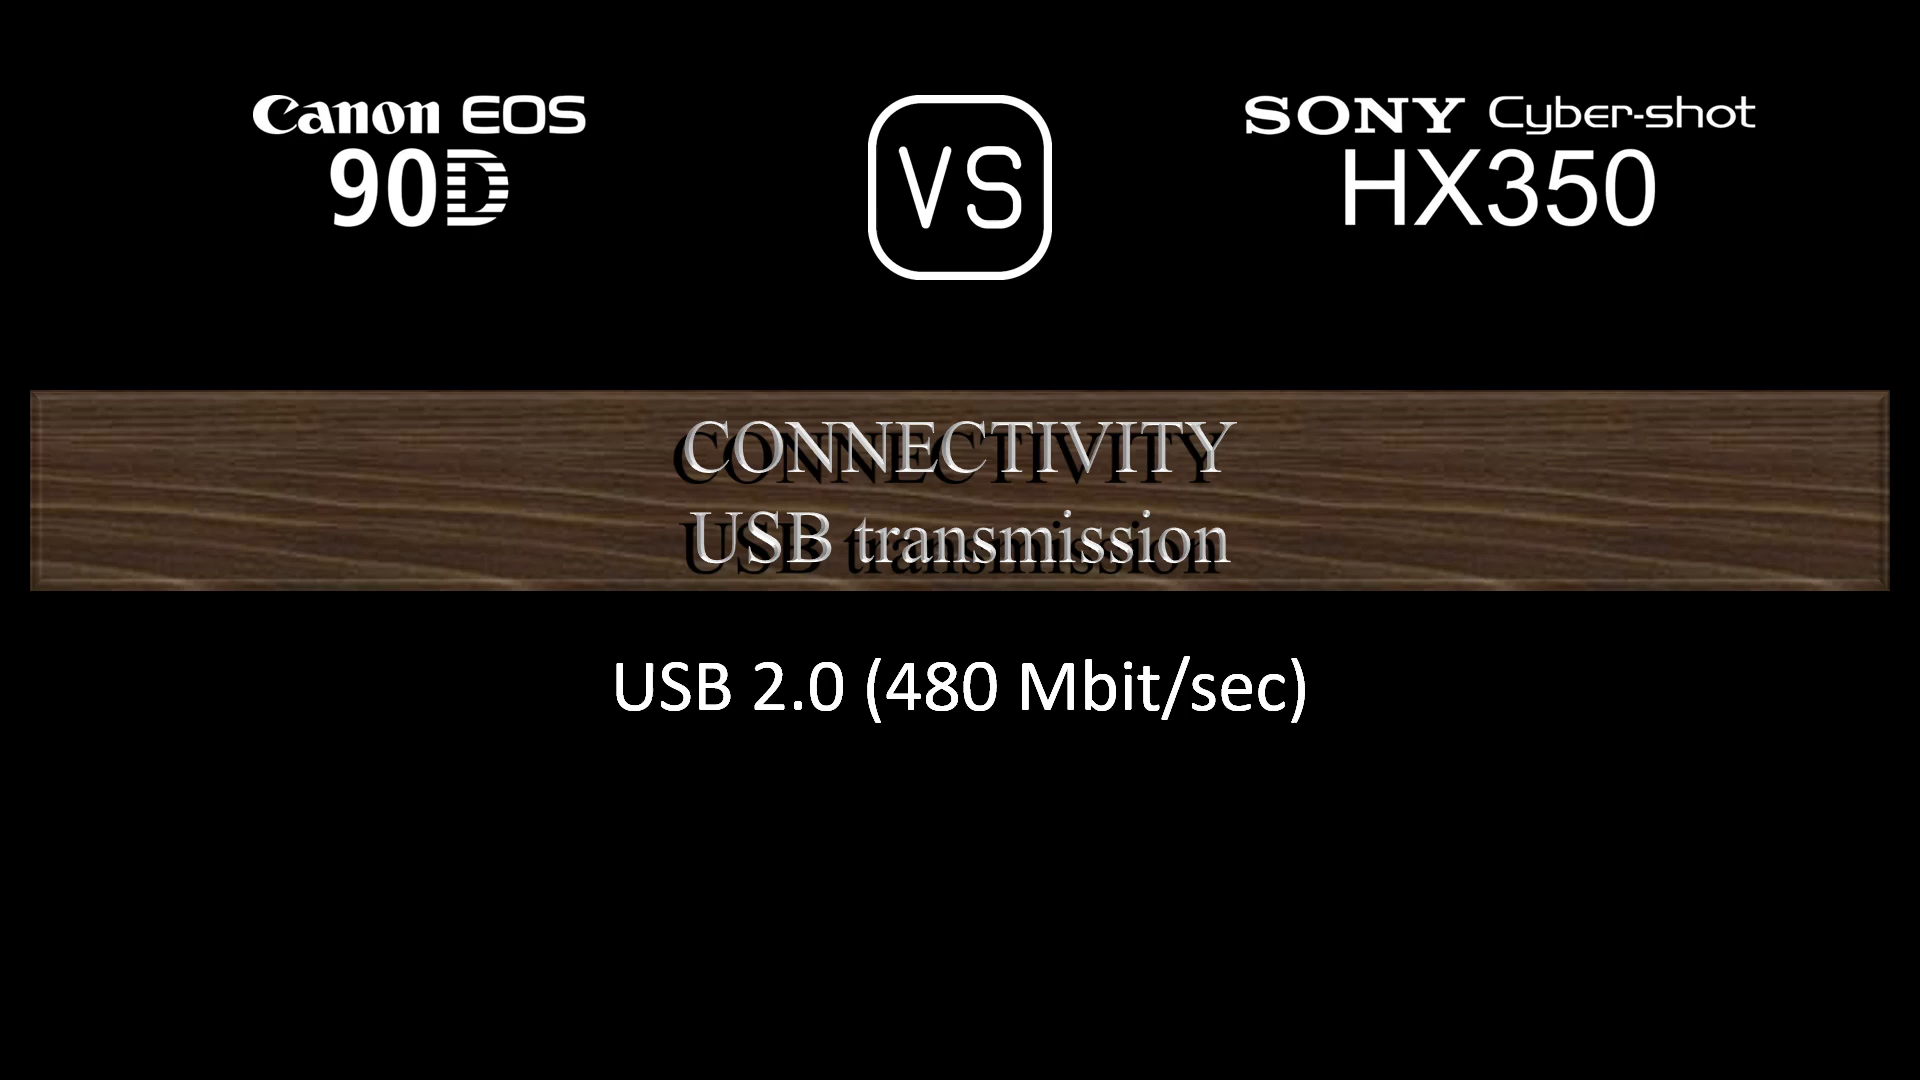 Canon EOS
90D
VS
SONY Cyber-shot
HX350
CONNECTIVITY
USB transmission
USB 2.0 (480 Mbit/sec)